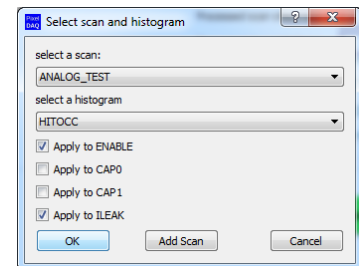 Pixel DAQ Select scan and histogram
select a scan:
ANALOG_TEST
select a histogram
HITOCC
Apply to ENABLE
Apply to CAP0
Apply to CAP1
Apply to ILEAK
OK Add Scan Cancel